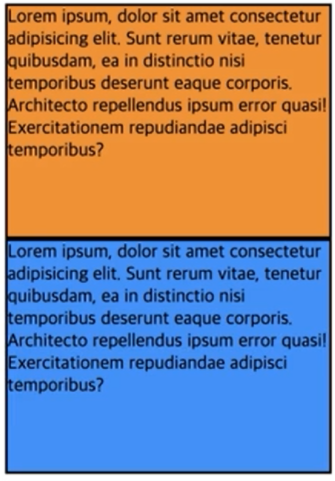 Lorem ipsum, dolor sit amet consectetur
adipisicing elit. Sunt rerum vitae, tenetur
quibusdam, ea in distinctio nisi
temporibus deserunt eaque corporis.
Architecto repellendus ipsum error quasi!
Exercitationem repudiandae adipisci
temporibus?
Lorem ipsum, dolor sit amet consectetur
adipisicing elit. Sunt rerum vitae, tenetur
quibusdam, ea in distinctio nisi
temporibus deserunt eaque corporis.
Architecto repellendus ipsum error quasi!
Exercitationem repudiandae adipisci
temporibus?